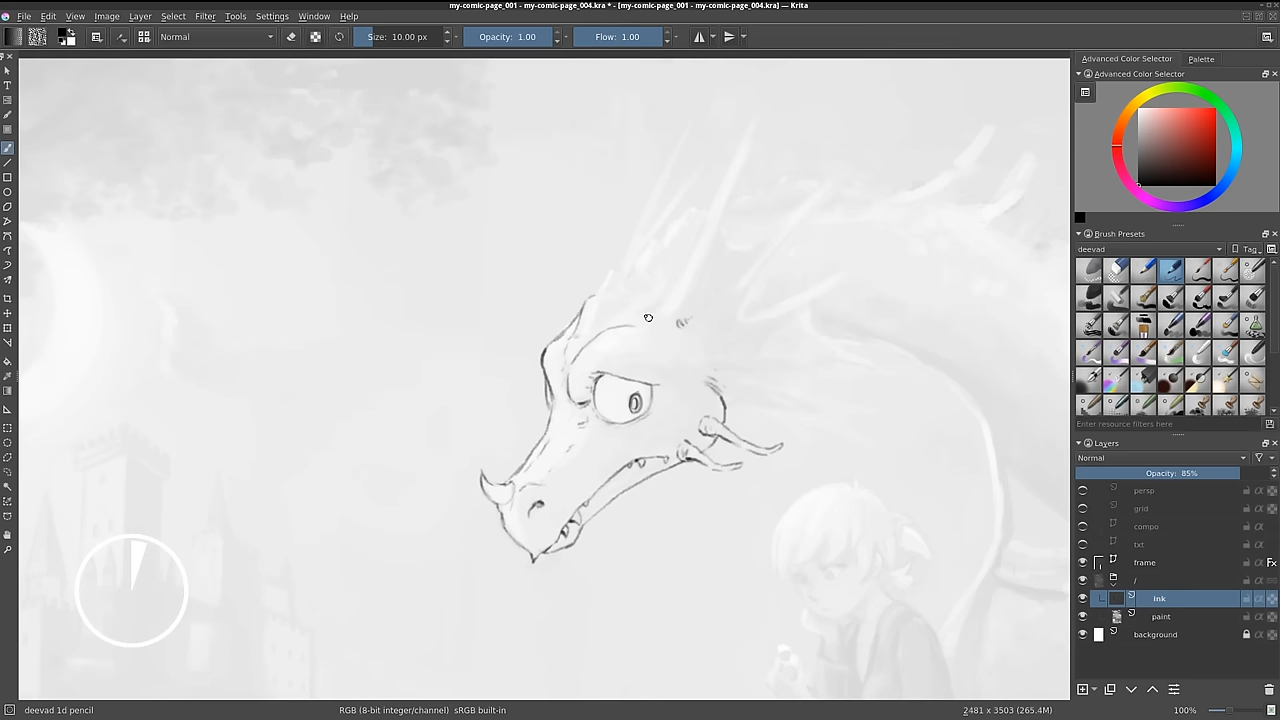 my-comic-page_001 - my-comic-page_004.kra * - [my-comic-page_001 - my-comic-page_004.kra] — Krita
File Edit View Image Layer Select Filter Tools Settings Window Help
Normal Size: 10.00 px Opacity: 1.00 Flow: 1.00
Advanced Color Selector Palette
Advanced Color Selector
Brush Presets
deevad Tag
Enter resource filters here
Layers
Normal
Opacity: 85%
persp
grid
compo
txt
frame Fx
/
ink
paint
background
deevad 1d pencil RGB (8-bit integer/channel) sRGB built-in 2481 x 3503 (265.4M) 100%